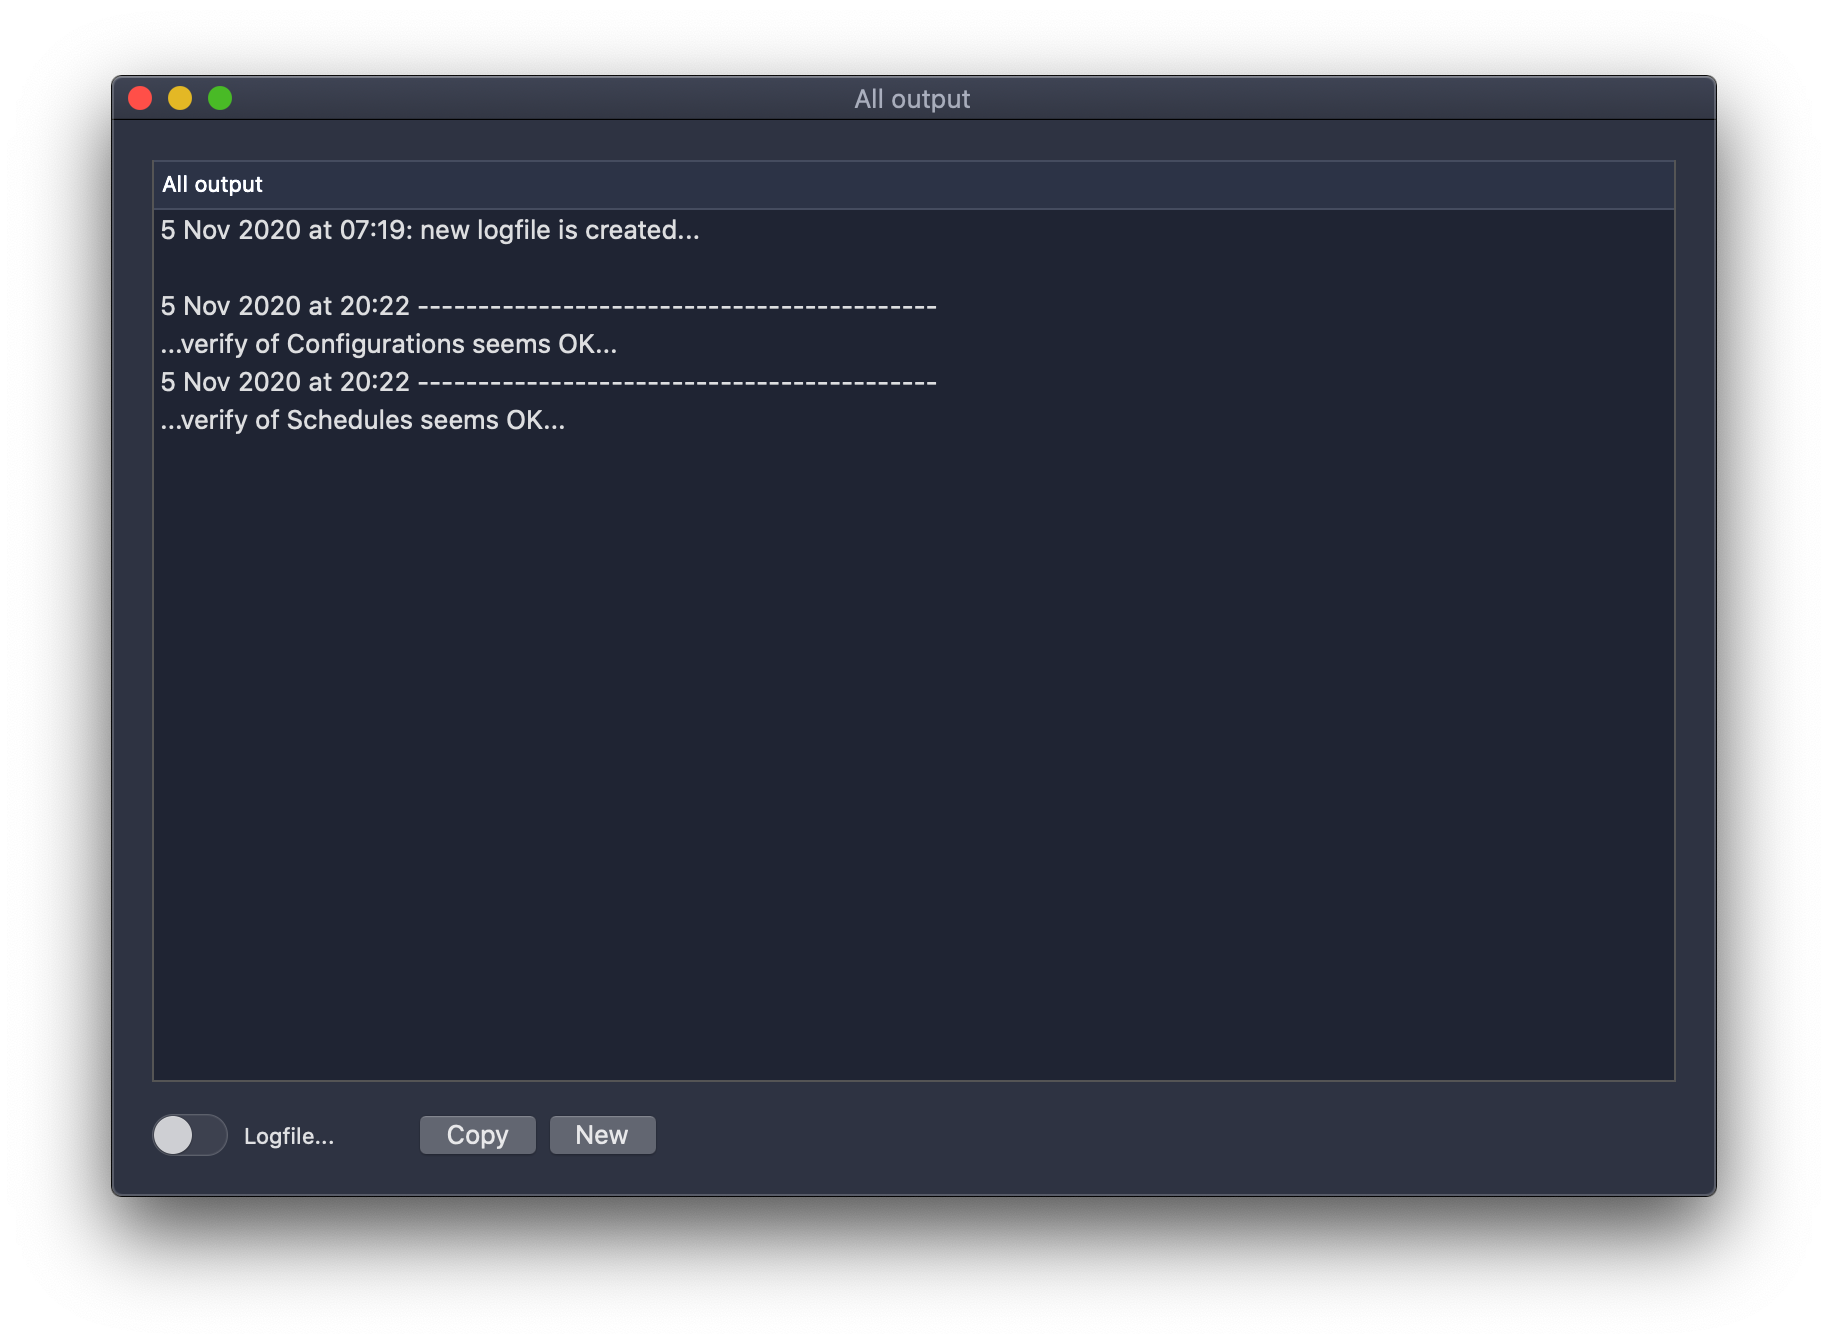 All output
All output
5 Nov 2020 at 07:19: new logfile is created...
5 Nov 2020 at 20:22 -------------------------------------------
...verify of Configurations seems OK...
5 Nov 2020 at 20:22 -------------------------------------------
...verify of Schedules seems OK...
Logfile... Copy New